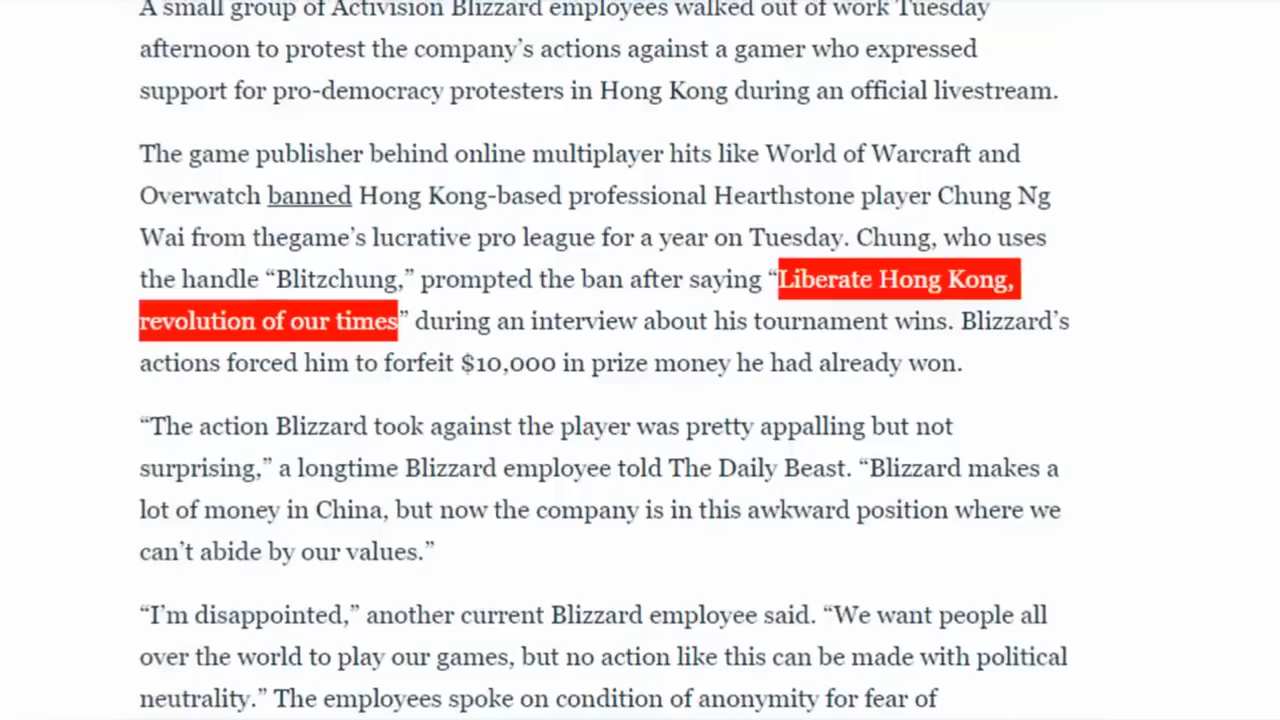 A small group of Activision Blizzard employees walked out of work Tuesday
afternoon to protest the company’s actions against a gamer who expressed
support for pro-democracy protesters in Hong Kong during an official livestream.
The game publisher behind online multiplayer hits like World of Warcraft and
Overwatch banned Hong Kong-based professional Hearthstone player Chung Ng
Wai from thegame’s lucrative pro league for a year on Tuesday. Chung, who uses
the handle “Blitzchung,” prompted the ban after saying “Liberate Hong Kong,
revolution of our times” during an interview about his tournament wins. Blizzard’s
actions forced him to forfeit $10,000 in prize money he had already won.
“The action Blizzard took against the player was pretty appalling but not
surprising,” a longtime Blizzard employee told The Daily Beast. “Blizzard makes a
lot of money in China, but now the company is in this awkward position where we
can’t abide by our values.”
“I’m disappointed,” another current Blizzard employee said. “We want people all
over the world to play our games, but no action like this can be made with political
neutrality.” The employees spoke on condition of anonymity for fear of